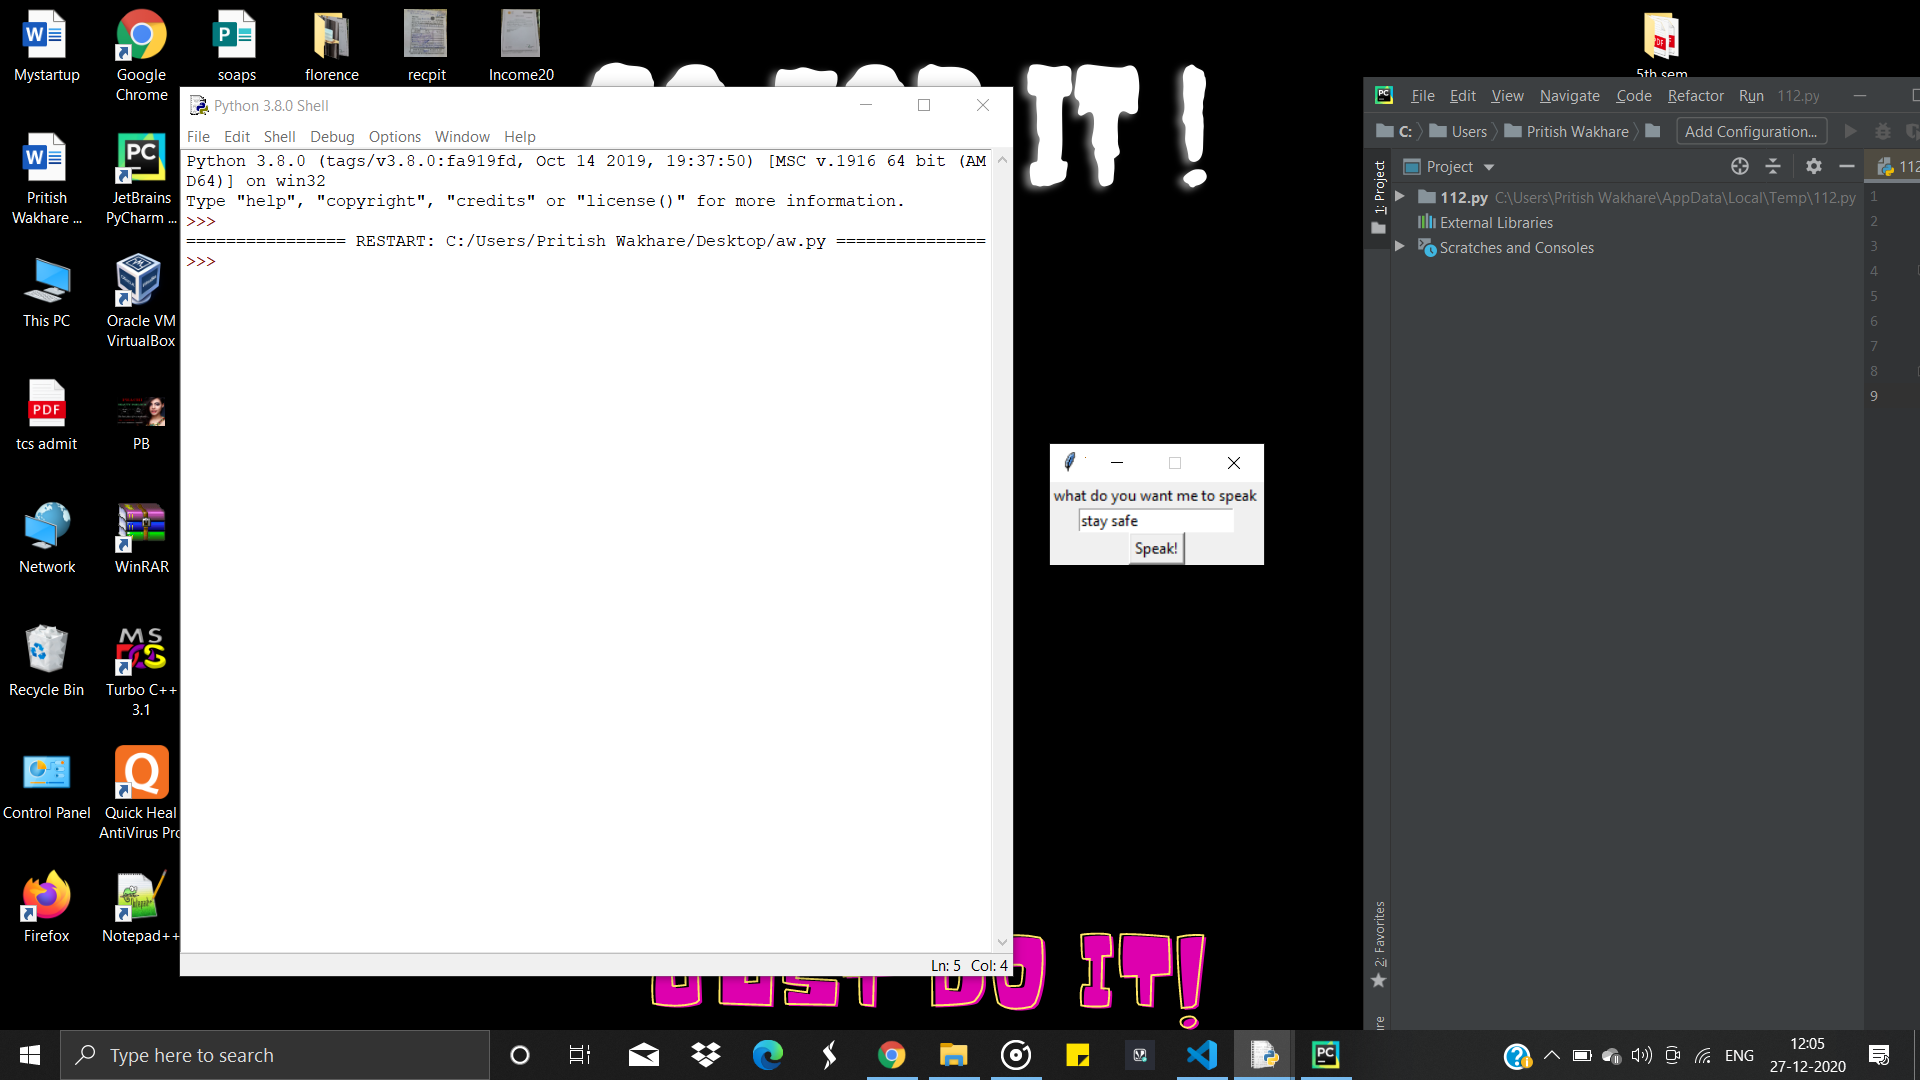 Mystartup
Google
Chrome
soaps
florence
recpit
Income20
5th sem
IT !
Pritish
Wakhare ...
JetBrains
PyCharm ...
This PC
Oracle VM
VirtualBox
tcs admit
PB
Network
WinRAR
Recycle Bin
Turbo C++
3.1
Control Panel
Quick Heal
AntiVirus Pro
Firefox
Notepad++
Python 3.8.0 Shell
File Edit Shell Debug Options Window Help
Python 3.8.0 (tags/v3.8.0:fa919fd, Oct 14 2019, 19:37:50) [MSC v.1916 64 bit (AM
D64)] on win32
Type "help", "copyright", "credits" or "license()" for more information.
>>>
================ RESTART: C:/Users/Pritish Wakhare/Desktop/aw.py ===============
>>>
Ln: 5 Col: 4
what do you want me to speak
stay safe
Speak!
JUST DO IT!
File Edit View Navigate Code Refactor Run 112.py
C: Users Pritish Wakhare Add Configuration...
1: Project
Project
112
112.py C:\Users\Pritish Wakhare\AppData\Local\Temp\112.py
External Libraries
Scratches and Consoles
1
2
3
4
5
6
7
8
9
2: Favorites
Type here to search
ENG
12:05
27-12-2020